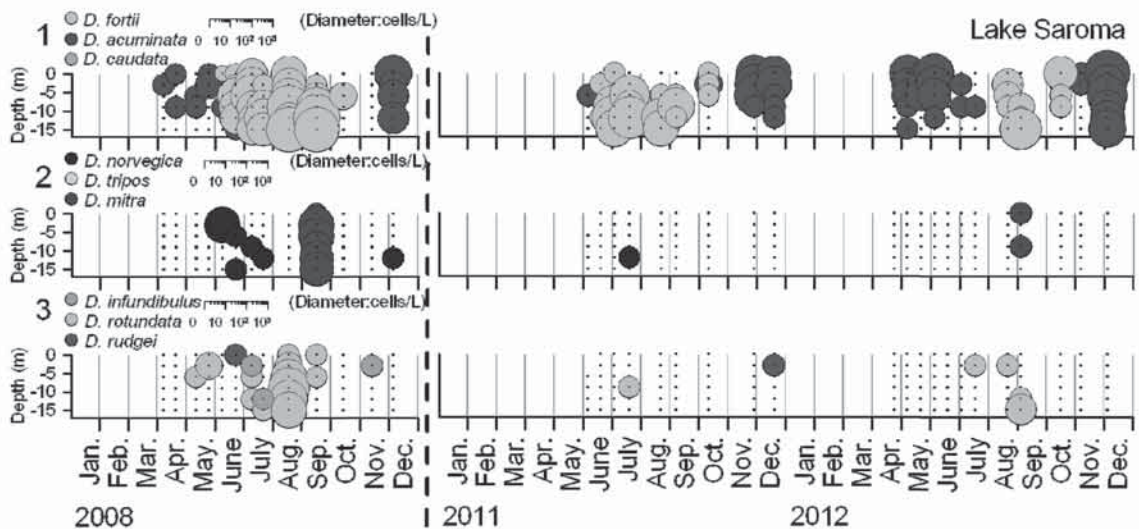 Lake Saroma
1
D. fortii
D. acuminata
D. caudata
0 10 10² 10³ (Diameter:cells/L)
Depth (m)
0
-5
-10
-15
2
D. norvegica
D. tripos
D. mitra
0 10 10² 10³ (Diameter:cells/L)
Depth (m)
0
-5
-10
-15
3
D. infundibulus
D. rotundata
D. rudgei
0 10 10² 10³ (Diameter:cells/L)
Depth (m)
0
-5
-10
-15
Jan. Feb. Mar. Apr. May. June July Aug. Sep. Oct. Nov. Dec. Jan. Feb. Mar. Apr. May. June July Aug. Sep. Oct. Nov. Dec. Jan. Feb. Mar. Apr. May. June July Aug. Sep. Oct. Nov. Dec.
2008 2011 2012